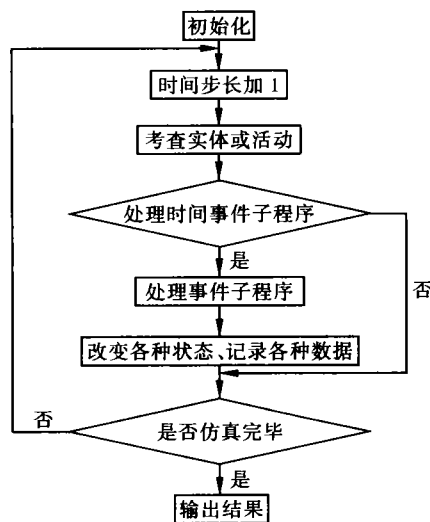 初始化
时间步长加1
考查实体或活动
处理时间事件子程序
是
处理事件子程序
否
改变各种状态、记录各种数据
否
是否仿真完毕
是
输出结果